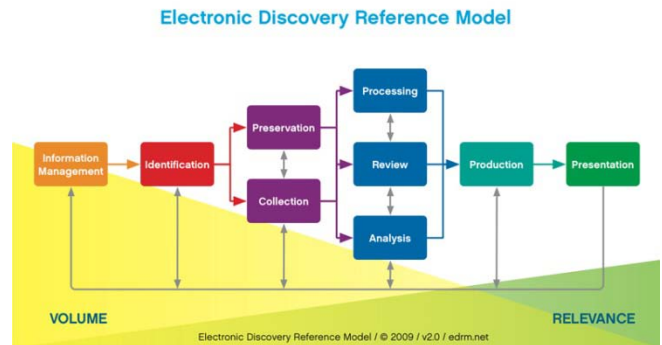 Electronic Discovery Reference Model
Processing
Preservation
Information
Management
Identification
Review
Production
Presentation
Collection
Analysis
VOLUME
RELEVANCE
Electronic Discovery Reference Model / © 2009 / v2.0 / edrm.net